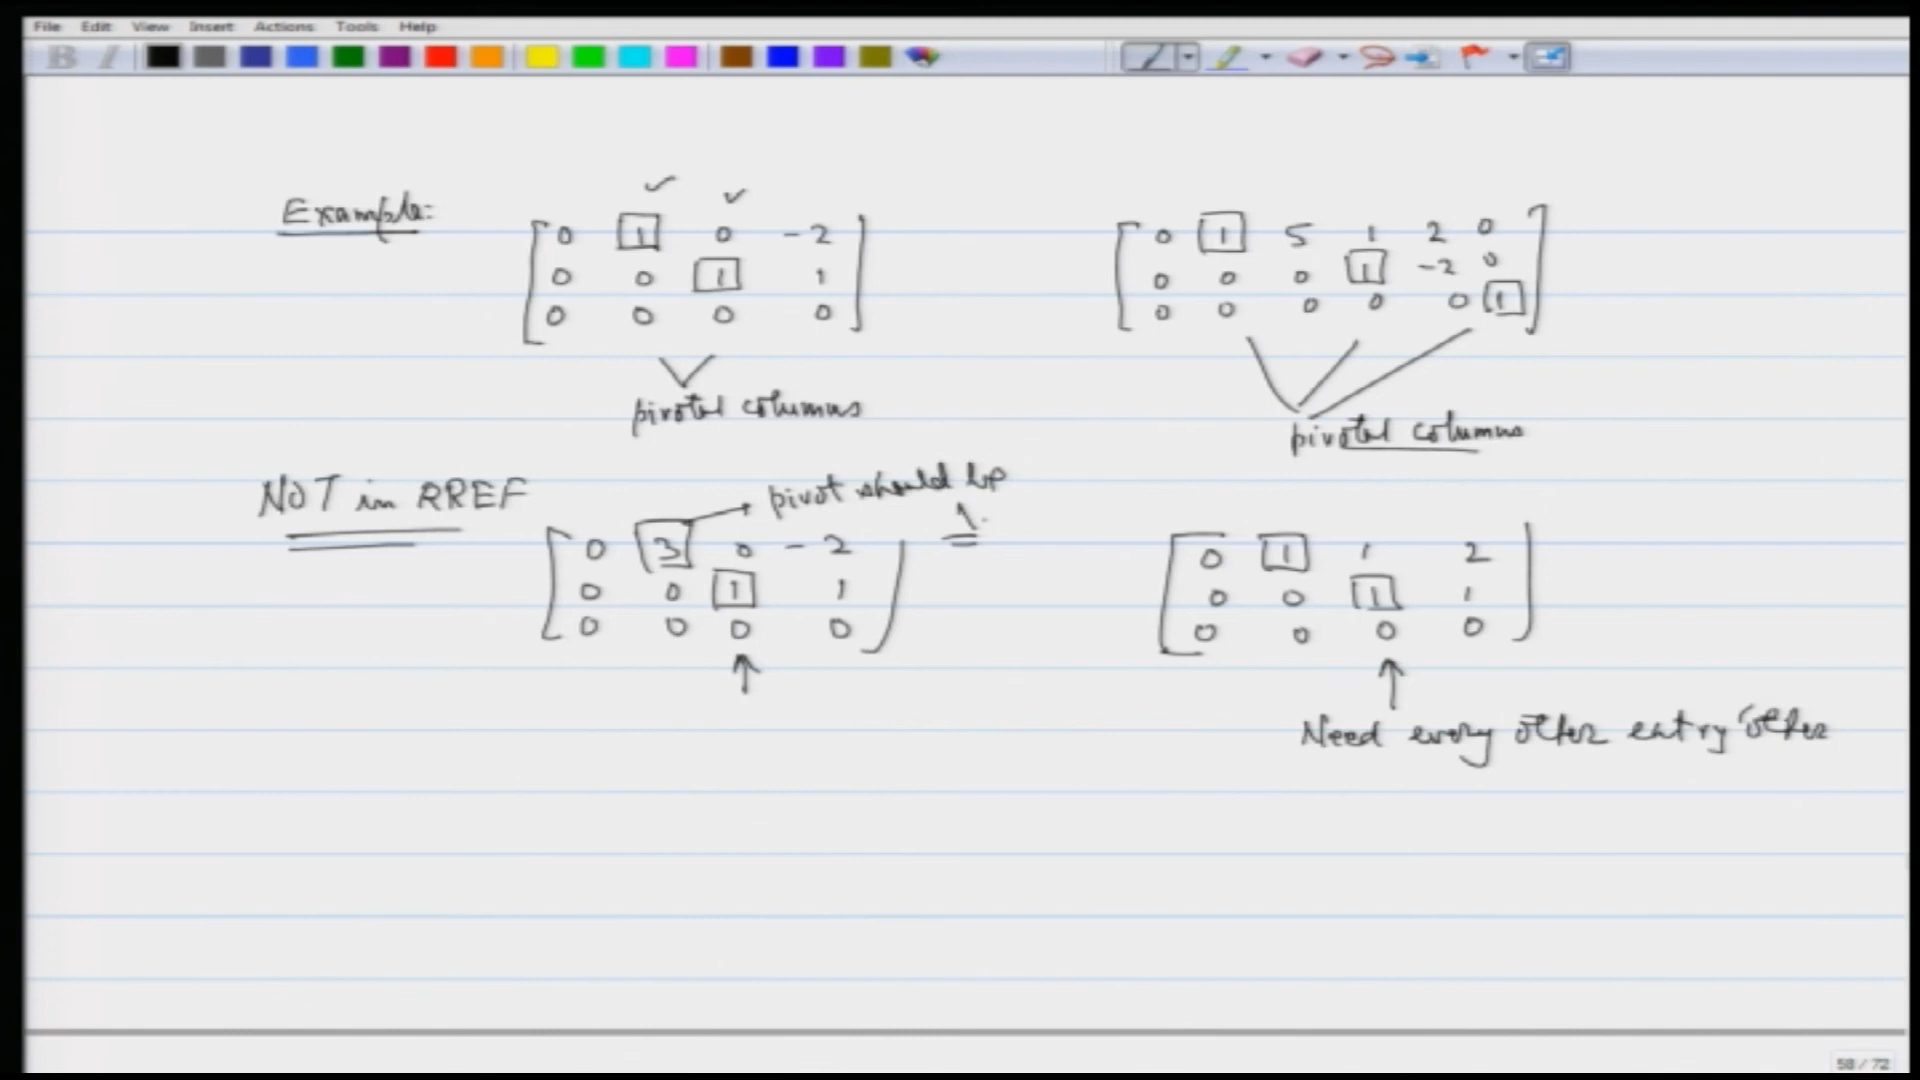 File Edit View Insert Actions Tools Help
B I
Example:
0 1 0 -2
0 0 1 1
0 0 0 0
pivotal columns
0 1 5 1 2 0
0 0 0 1 -2 0
0 0 0 0 0 1
pivotal columns
NOT in RREF
pivot should be
1.
0 3 0 -2
0 0 1 1
0 0 0 0
0 1 1 2
0 0 1 1
0 0 0 0
Need every other entry other
58 / 72